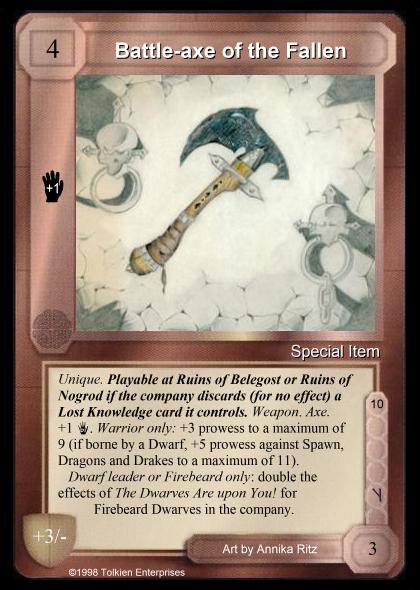 4
Battle-axe of the Fallen
+1
Special Item
Unique. Playable at Ruins of Belegost or Ruins of
Nogrod if the company discards (for no effect) a
Lost Knowledge card it controls. Weapon. Axe.
+1 . Warrior only: +3 prowess to a maximum of
9 (if borne by a Dwarf, +5 prowess against Spawn,
Dragons and Drakes to a maximum of 11).
Dwarf leader or Firebeard only: double the
effects of The Dwarves Are upon You! for
Firebeard Dwarves in the company.
10
+3/-
Art by Annika Ritz
3
©1998 Tolkien Enterprises